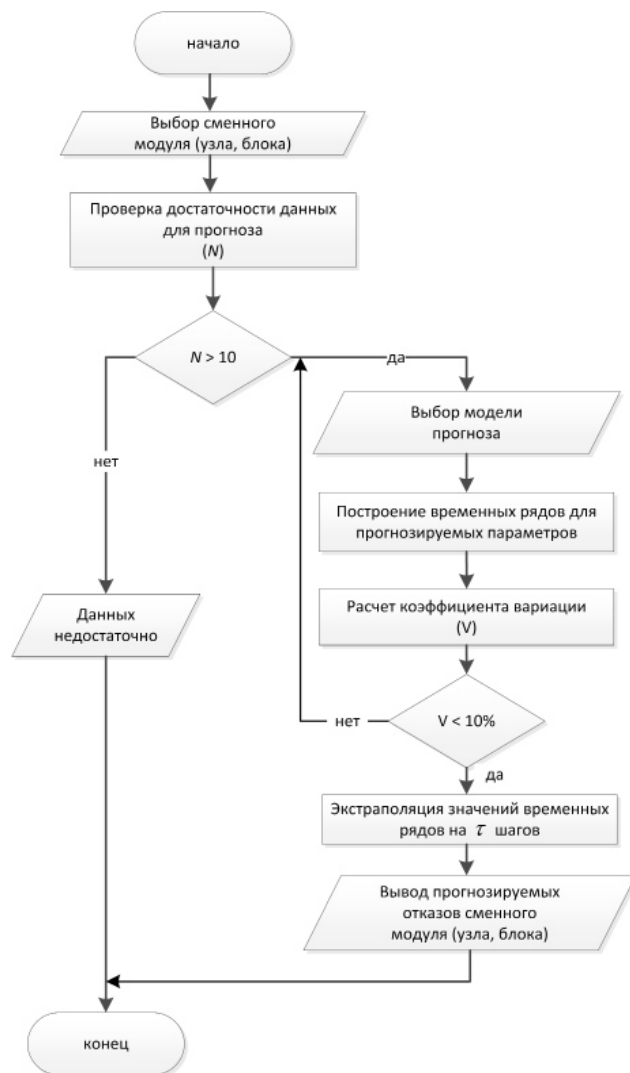 начало
Выбор сменного
модуля (узла, блока)
Проверка достаточности данных
для прогноза
(N)
N > 10
да
нет
Выбор модели
прогноза
Построение временных рядов для
прогнозируемых параметров
Расчет коэффициента вариации
(V)
Данных
недостаточно
V < 10%
нет
да
Экстраполяция значений временных
рядов на τ шагов
Вывод прогнозируемых
отказов сменного
модуля (узла, блока)
конец